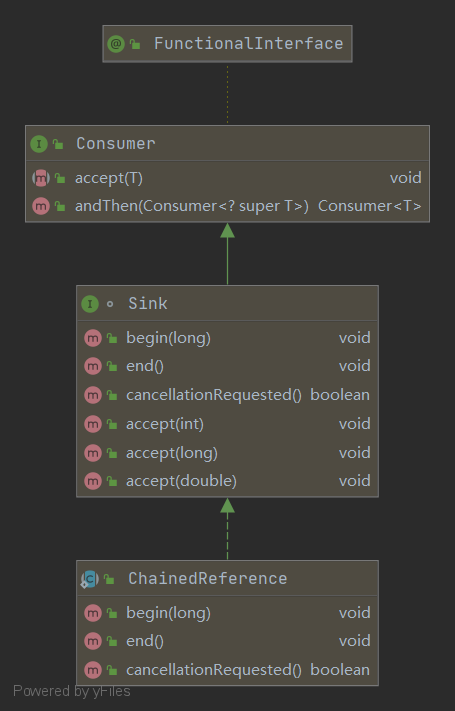 @ FunctionalInterface
I Consumer
m accept(T) void
m andThen(Consumer<? super T>) Consumer<T>
I Sink
m begin(long) void
m end() void
m cancellationRequested() boolean
m accept(int) void
m accept(long) void
m accept(double) void
C ChainedReference
m begin(long) void
m end() void
m cancellationRequested() boolean
Powered by yFiles